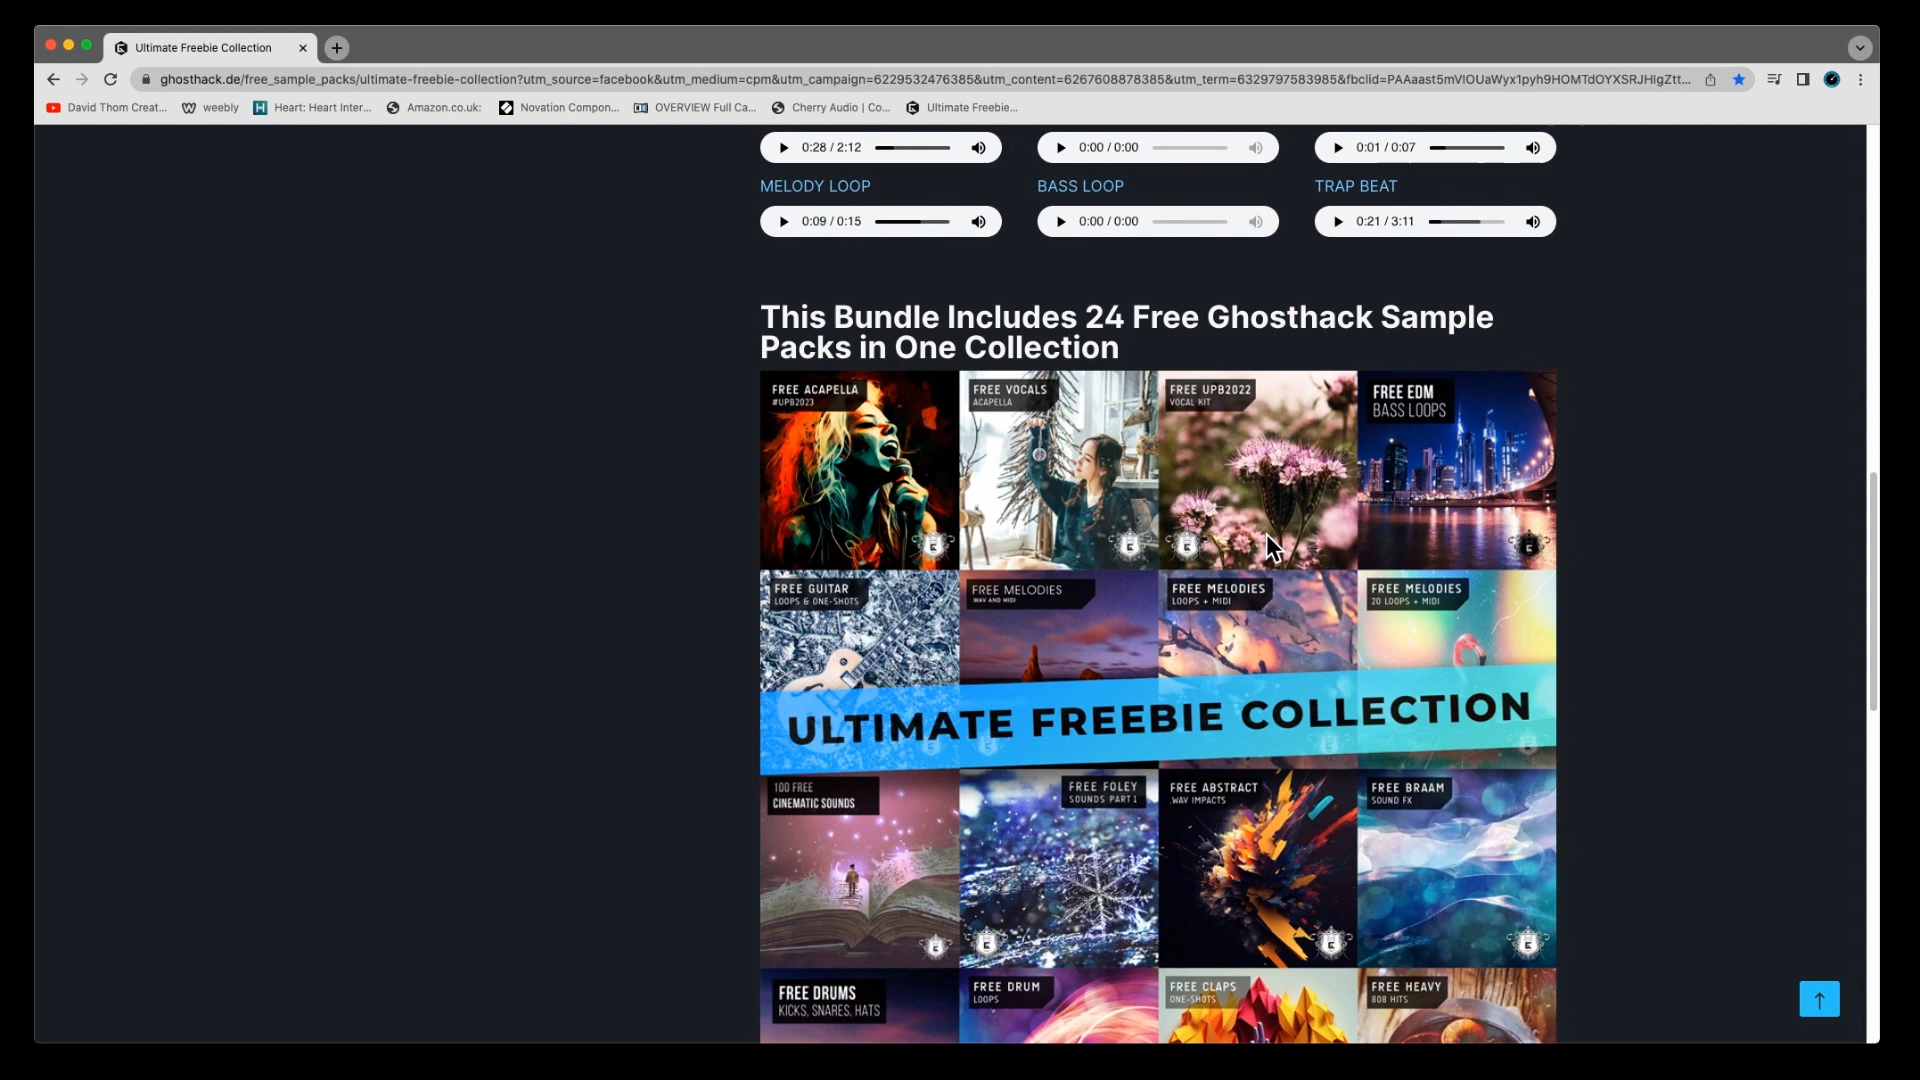 Ultimate Freebie Collection
ghosthack.de/free_sample_packs/ultimate-freebie-collection?utm_source=facebook&utm_medium=cpm&utm_campaign=6229532476385&utm_content=6267608878385&utm_term=6329797583985&fbclid=PAAaast5mVlOUaWyx1pyh9HOMTdOYXSRJHlgZtt...
David Thom Creat... weebly Heart: Heart Inter... Amazon.co.uk: Novation Compon... OVERVIEW Full Ca... Cherry Audio | Co... Ultimate Freebie...
0:28 / 2:12 0:00 / 0:00 0:01 / 0:07
MELODY LOOP BASS LOOP TRAP BEAT
0:09 / 0:15 0:00 / 0:00 0:21 / 3:11
This Bundle Includes 24 Free Ghosthack Sample
Packs in One Collection
FREE ACAPELLA
#UPB2023
FREE VOCALS
ACAPELLA
FREE UPB2022
VOCAL KIT
FREE EDM
BASS LOOPS
FREE GUITAR
LOOPS & ONE-SHOTS
FREE MELODIES
WAV AND MIDI
FREE MELODIES
LOOPS + MIDI
FREE MELODIES
20 LOOPS + MIDI
ULTIMATE FREEBIE COLLECTION
100 FREE
CINEMATIC SOUNDS
FREE FOLEY
SOUNDS PART1
FREE ABSTRACT
.WAV IMPACTS
FREE BRAAM
SOUND FX
FREE DRUMS
KICKS, SNARES, HATS
FREE DRUM
LOOPS
FREE CLAPS
ONE-SHOTS
FREE HEAVY
808 HITS